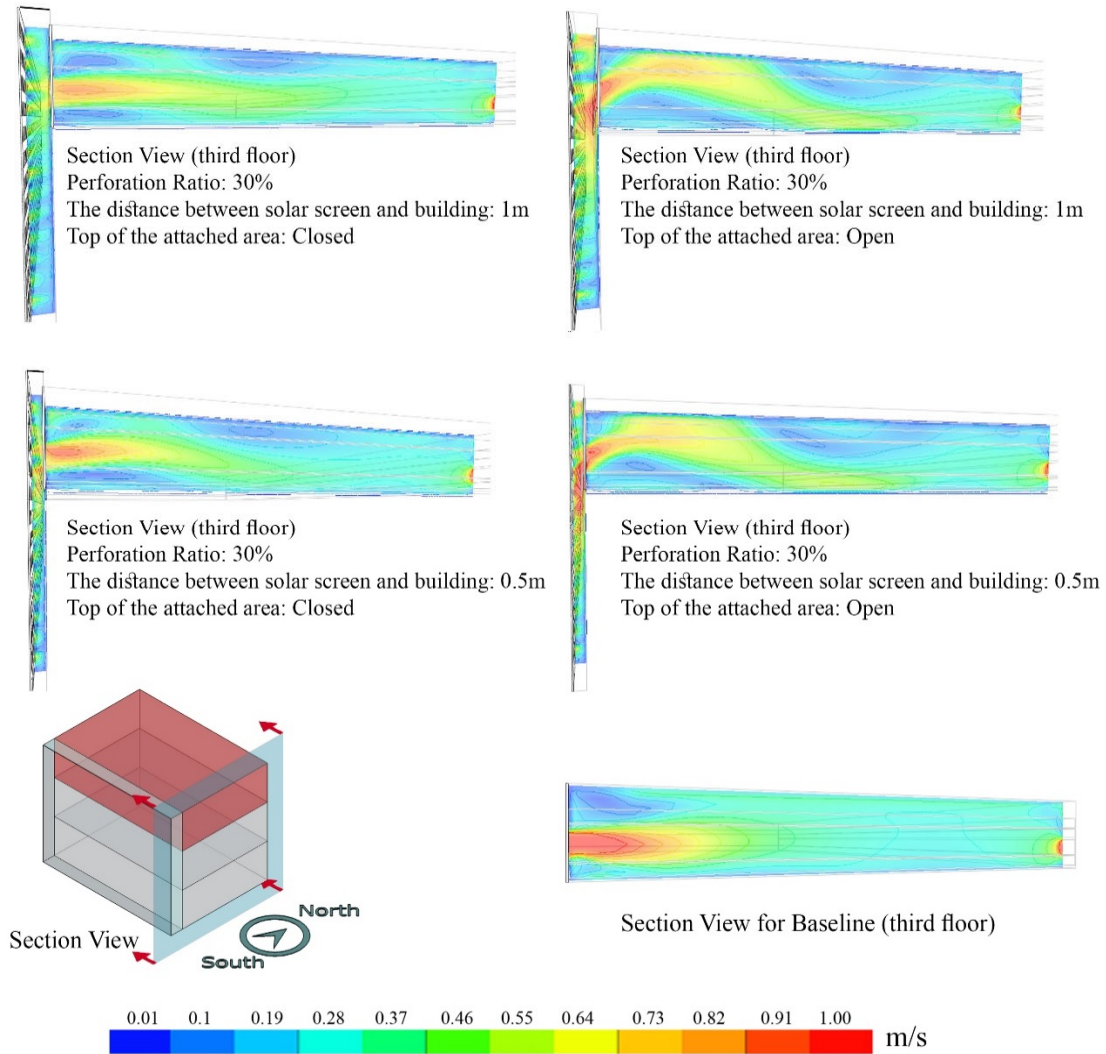 Section View (third floor)
Perforation Ratio: 30%
The distance between solar screen and building: 1m
Top of the attached area: Closed
Section View (third floor)
Perforation Ratio: 30%
The distance between solar screen and building: 1m
Top of the attached area: Open
Section View (third floor)
Perforation Ratio: 30%
The distance between solar screen and building: 0.5m
Top of the attached area: Closed
Section View (third floor)
Perforation Ratio: 30%
The distance between solar screen and building: 0.5m
Top of the attached area: Open
North
South
Section View
Section View for Baseline (third floor)
0.01 0.1 0.19 0.28 0.37 0.46 0.55 0.64 0.73 0.82 0.91 1.00
m/s